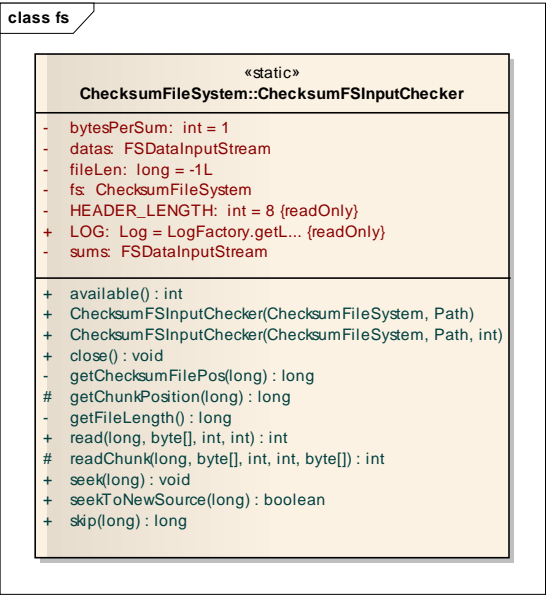 class fs
«static»
ChecksumFileSystem::ChecksumFSInputChecker
- bytesPerSum: int = 1
- datas: FSDataInputStream
- fileLen: long = -1L
- fs: ChecksumFileSystem
- HEADER_LENGTH: int = 8 {readOnly}
+ LOG: Log = LogFactory.getL... {readOnly}
- sums: FSDataInputStream
+ available() : int
+ ChecksumFSInputChecker(ChecksumFileSystem, Path)
+ ChecksumFSInputChecker(ChecksumFileSystem, Path, int)
+ close() : void
- getChecksumFilePos(long) : long
# getChunkPosition(long) : long
- getFileLength() : long
+ read(long, byte[], int, int) : int
# readChunk(long, byte[], int, int, byte[]) : int
+ seek(long) : void
+ seekToNewSource(long) : boolean
+ skip(long) : long